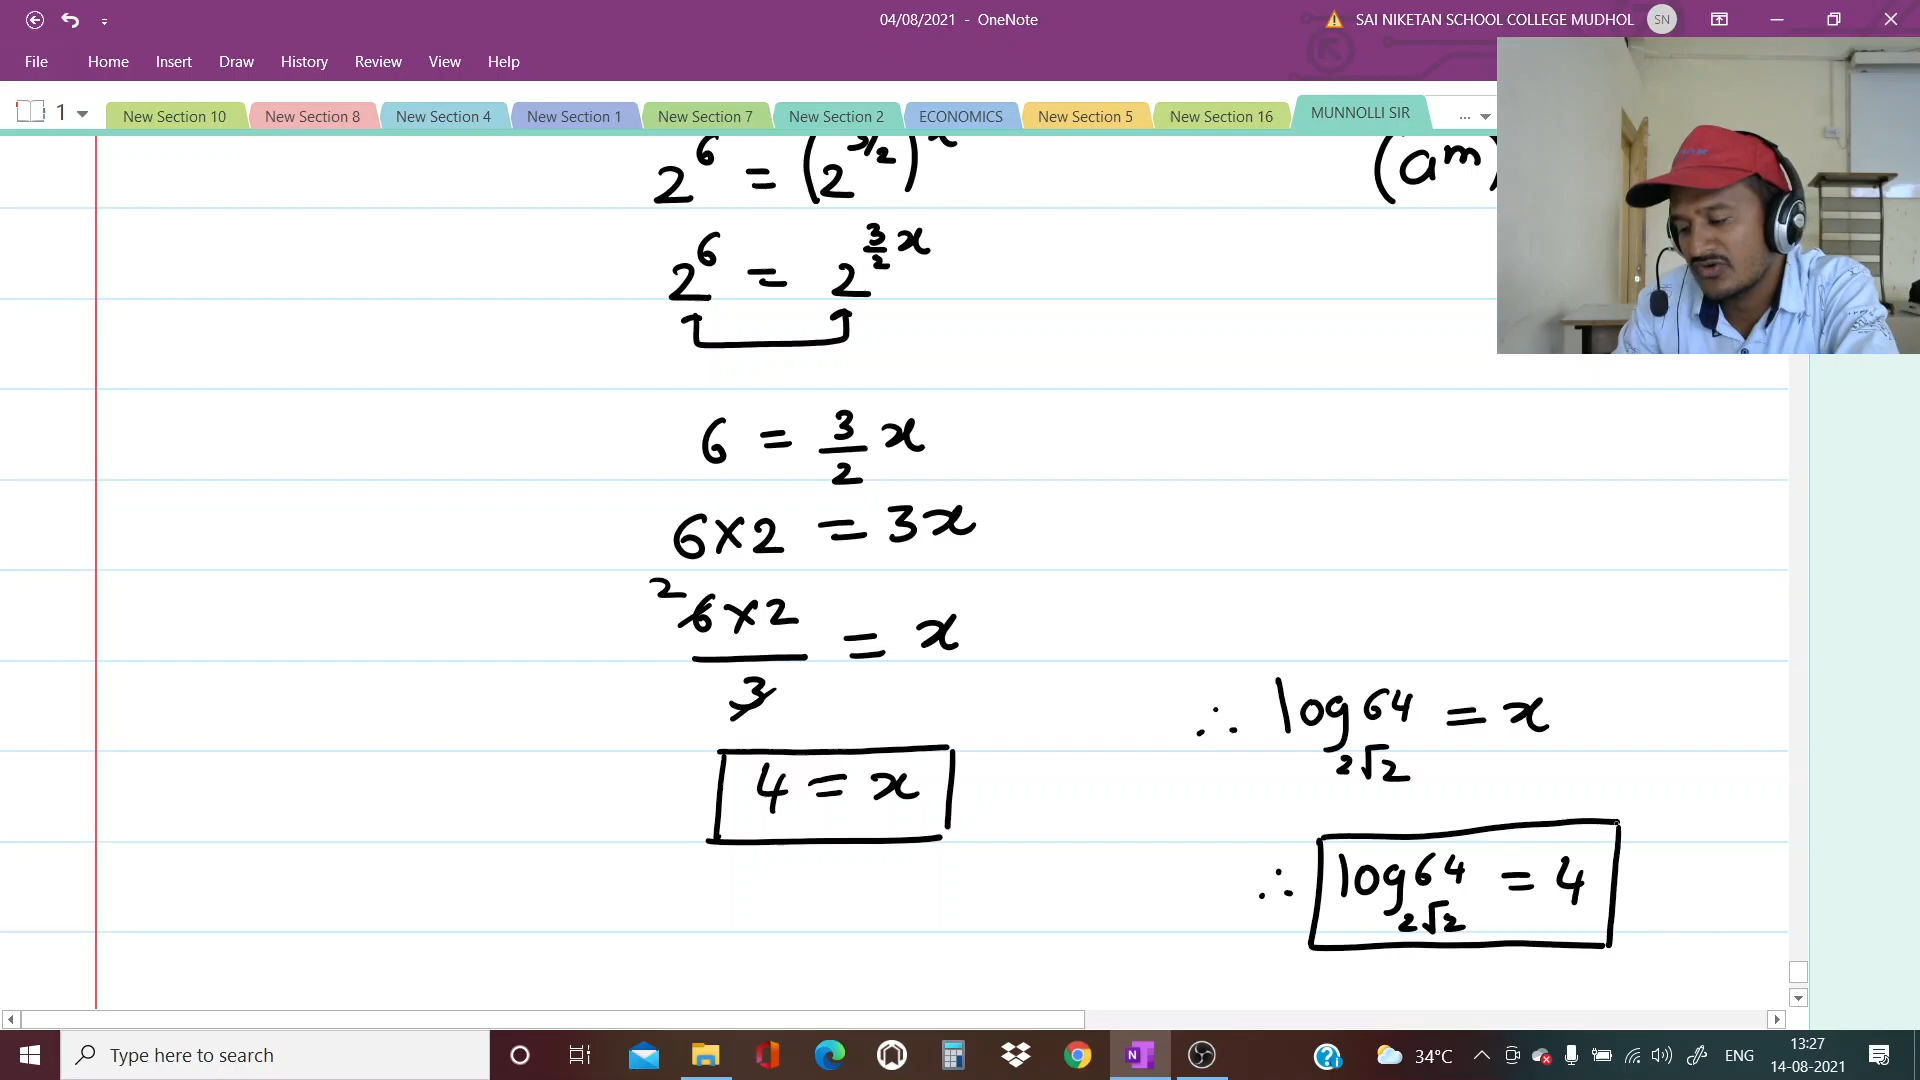 04/08/2021 - OneNote
SAI NIKETAN SCHOOL COLLEGE MUDHOL SN
File Home Insert Draw History Review View Help
1 New Section 10 New Section 8 New Section 4 New Section 1 New Section 7 New Section 2 ECONOMICS New Section 5 New Section 16 MUNNOLLI SIR ...
2^6 = (2^{3/2})^x
(a^m)
2^6 = 2^{\frac{3}{2}x}
6 = \frac{3}{2} x
6×2 = 3x
2
\frac{6×2}{3} = x
4 = x
∴ log_{2√2} 64 = x
∴ log_{2√2} 64 = 4
Type here to search
34°C ENG 13:27
14-08-2021